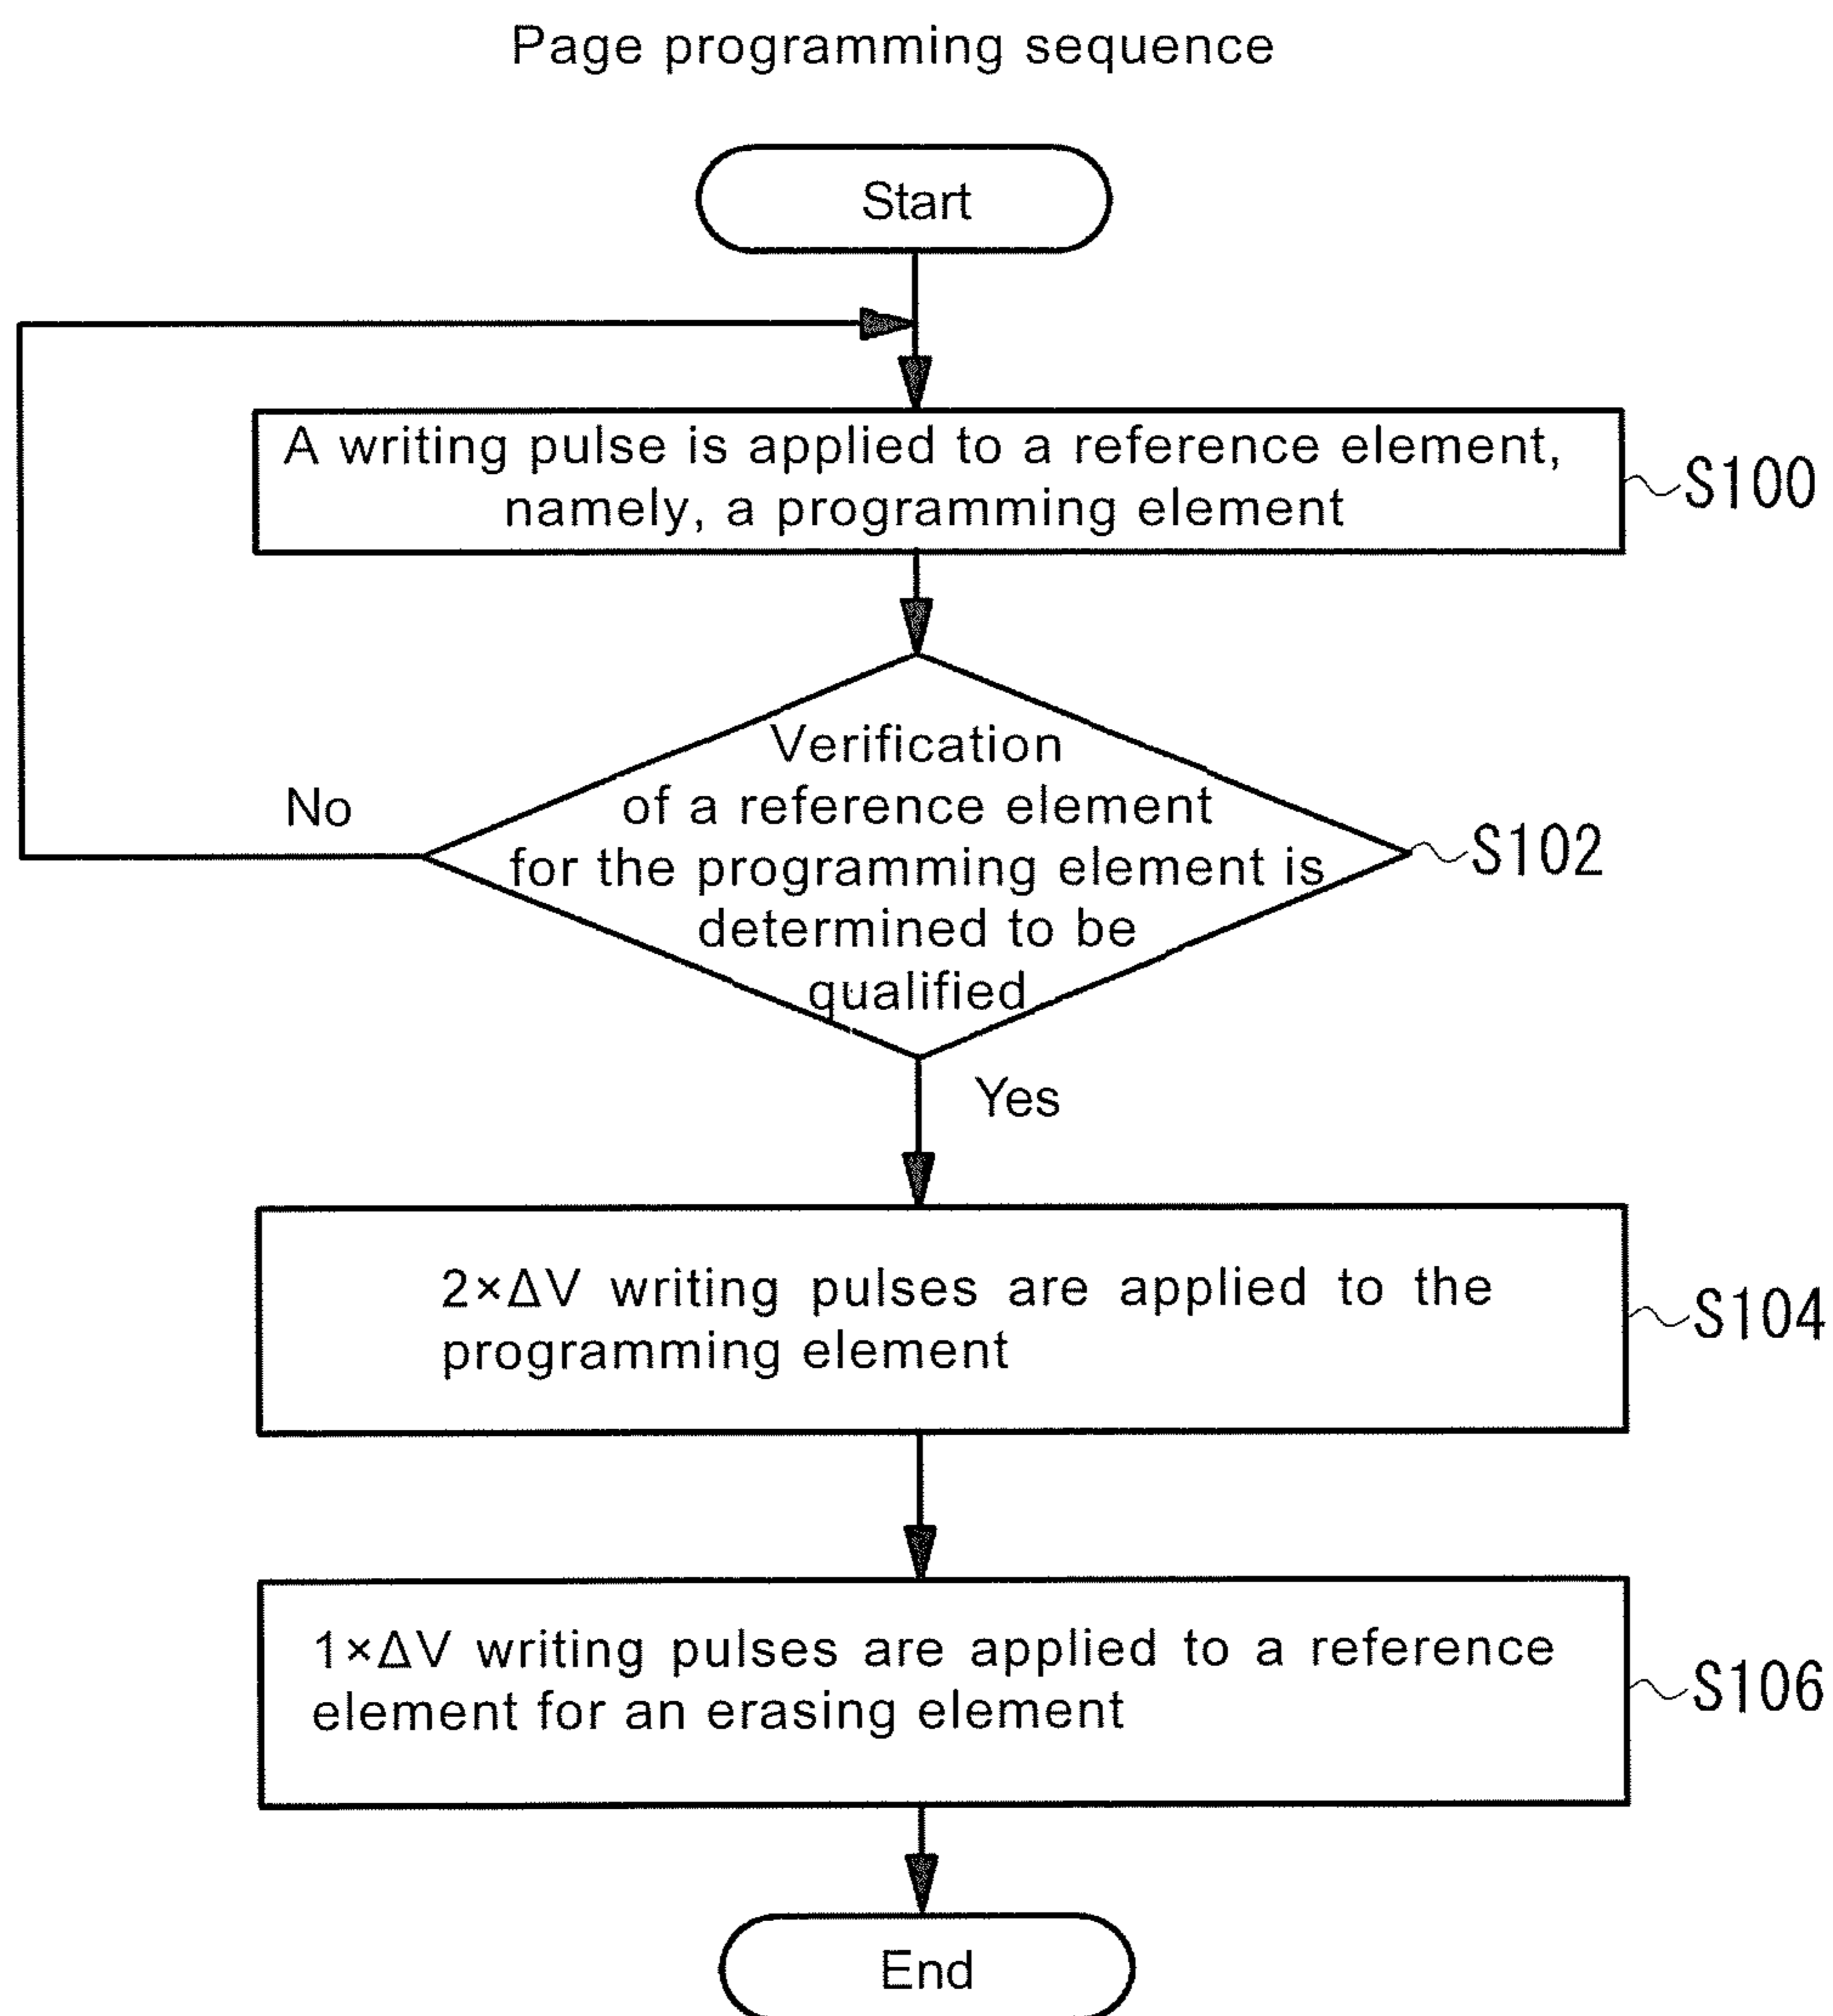 Page programming sequence
Start
A writing pulse is applied to a reference element,
namely, a programming element
S100
Verification
of a reference element
for the programming element is
determined to be
qualified
S102
No
Yes
2×ΔV writing pulses are applied to the
programming element
S104
1×ΔV writing pulses are applied to a reference
element for an erasing element
S106
End